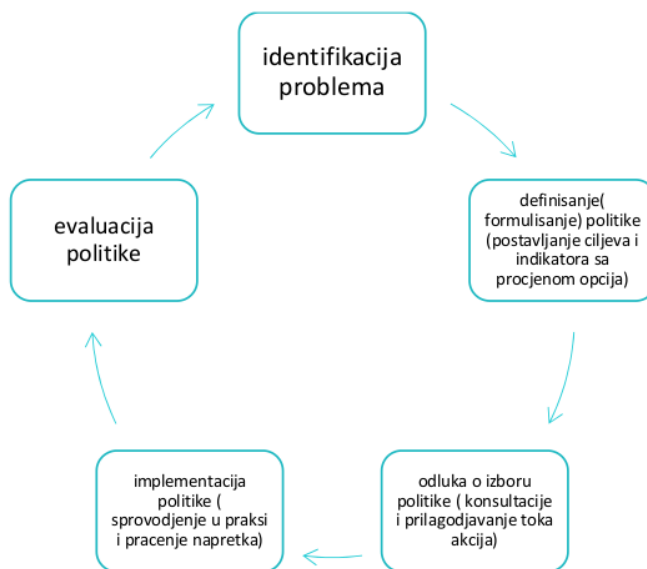 identifikacija
problema
definisanje(
formulisanje) politike
(postavljanje ciljeva i
indikatora sa
procjenom opcija)
odluka o izboru
politike ( konsultacije
i prilagodjavanje toka
akcija)
implementacija
politike (
sprovodjenje u praksi
i pracenje napretka)
evaluacija
politike